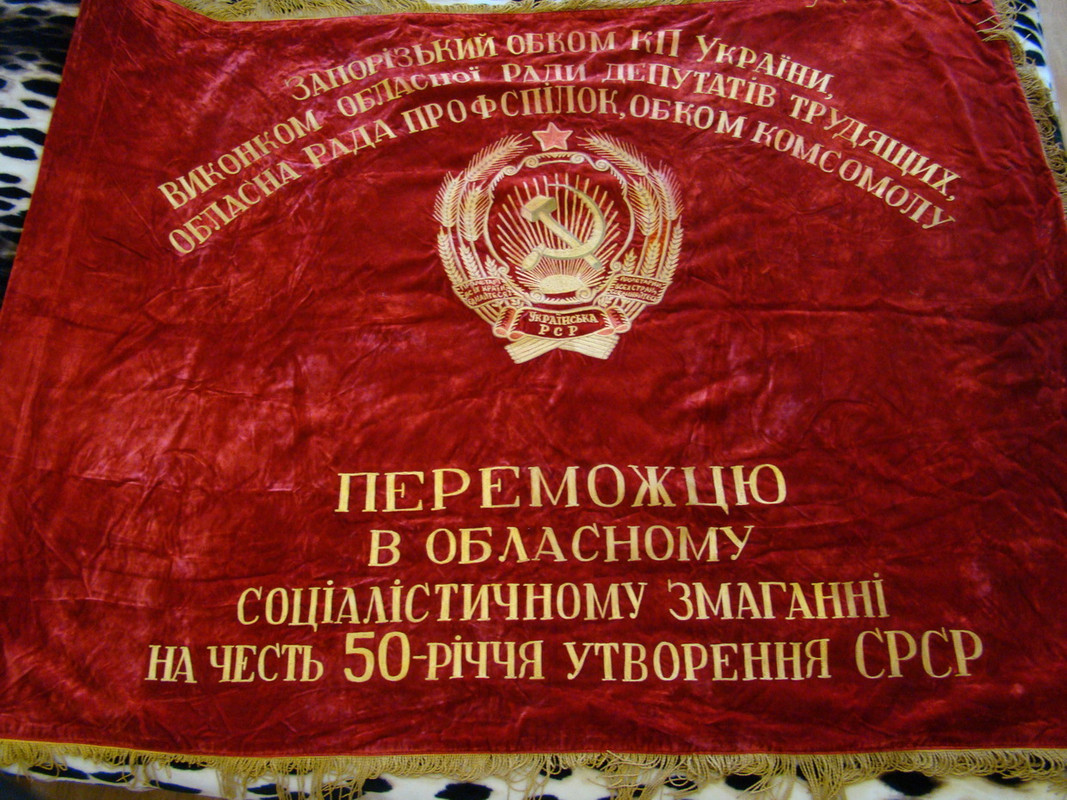 ЗАПОРІЗЬКИЙ ОБКОМ КП УКРАЇНИ,
ВИКОНКОМ ОБЛАСНОЇ РАДИ ДЕПУТАТІВ ТРУДЯЩИХ,
ОБЛАСНА РАДА ПРОФСПІЛОК, ОБКОМ КОМСОМОЛУ
УКРАЇНСЬКА
РСР
ПЕРЕМОЖЦЮ
В ОБЛАСНОМУ
СОЦІАЛІСТИЧНОМУ ЗМАГАННІ
НА ЧЕСТЬ 50-РІЧЧЯ УТВОРЕННЯ СРСР